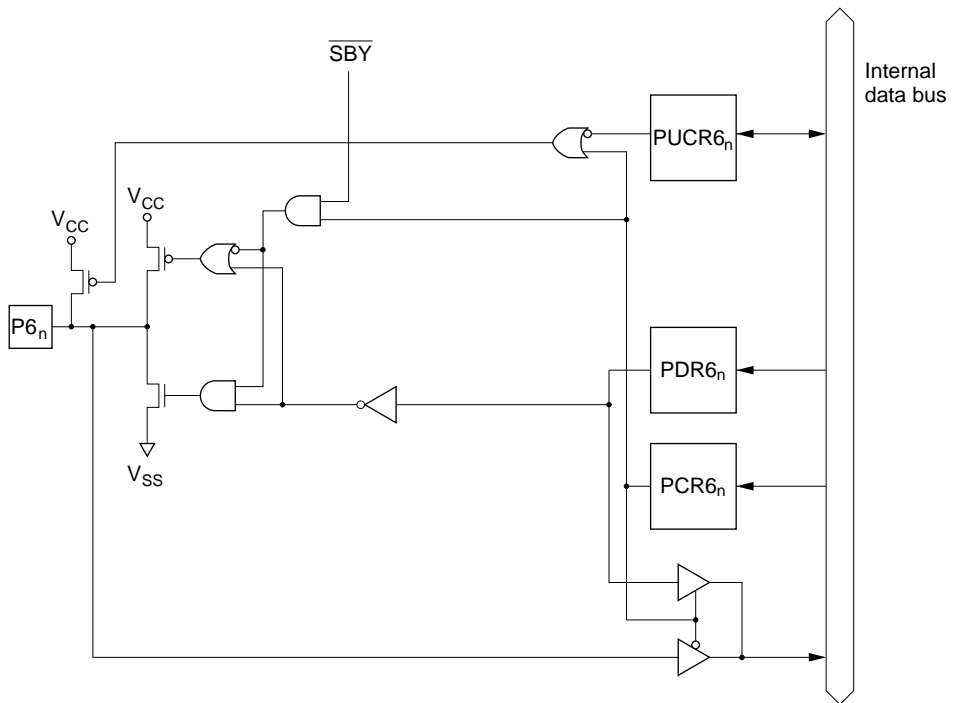 SBY
Internal
data bus
PUCR6n
VCC
VCC
P6n
PDR6n
VSS
PCR6n